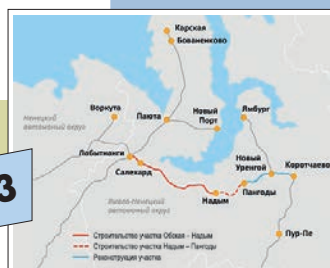 Карская
Бованенково
Ненецкий
автономный округ
Воркута
Паюта
Новый
Порт
Ямбург
Лабытнанги
Салехард
Новый
Уренгой
Коротчаево
Пангоды
Надым
Ямало-Ненецкий
автономный округ
Пур-Пе
3
Строительство участка Обская – Надым
Строительство участка Надым – Пангоды
Реконструкция участка